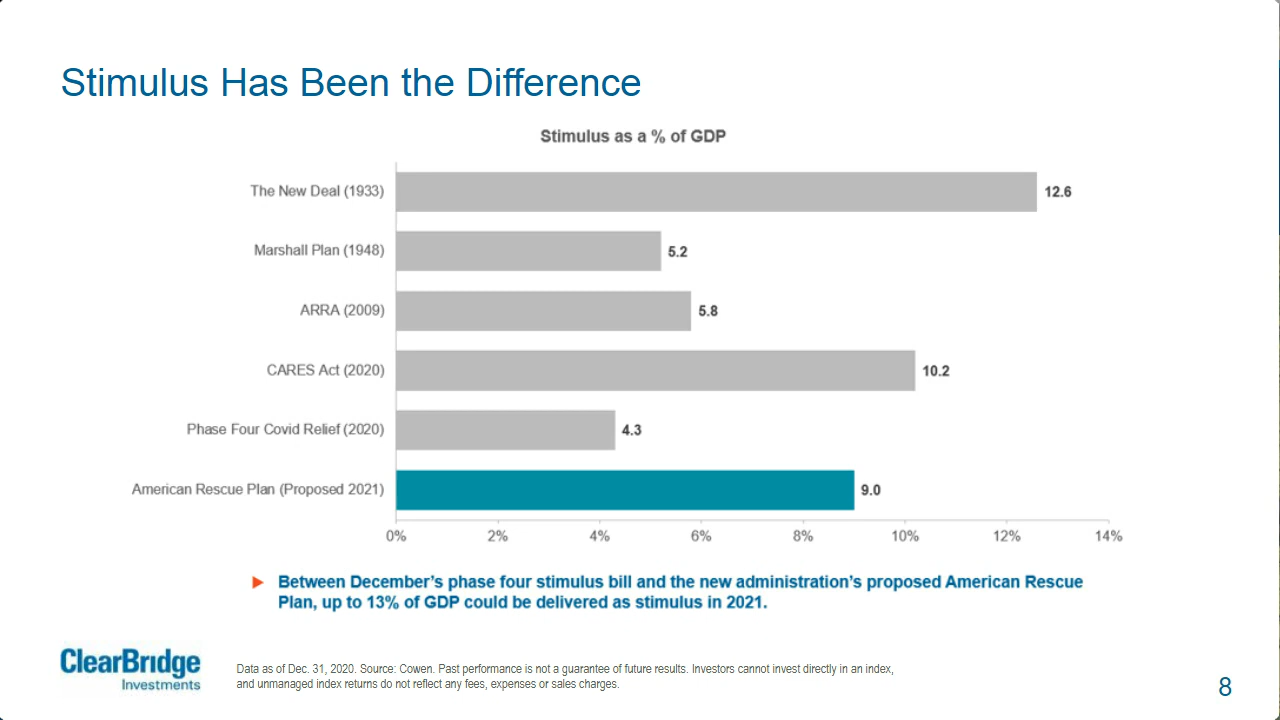 Stimulus Has Been the Difference
Stimulus as a % of GDP
The New Deal (1933)
12.6
Marshall Plan (1948)
5.2
ARRA (2009)
5.8
CARES Act (2020)
10.2
Phase Four Covid Relief (2020)
4.3
American Rescue Plan (Proposed 2021)
9.0
0%
2%
4%
6%
8%
10%
12%
14%
Between December’s phase four stimulus bill and the new administration’s proposed American Rescue
Plan, up to 13% of GDP could be delivered as stimulus in 2021.
ClearBridge
Investments
Data as of Dec. 31, 2020. Source: Cowen. Past performance is not a guarantee of future results. Investors cannot invest directly in an index,
and unmanaged index returns do not reflect any fees, expenses or sales charges.
8